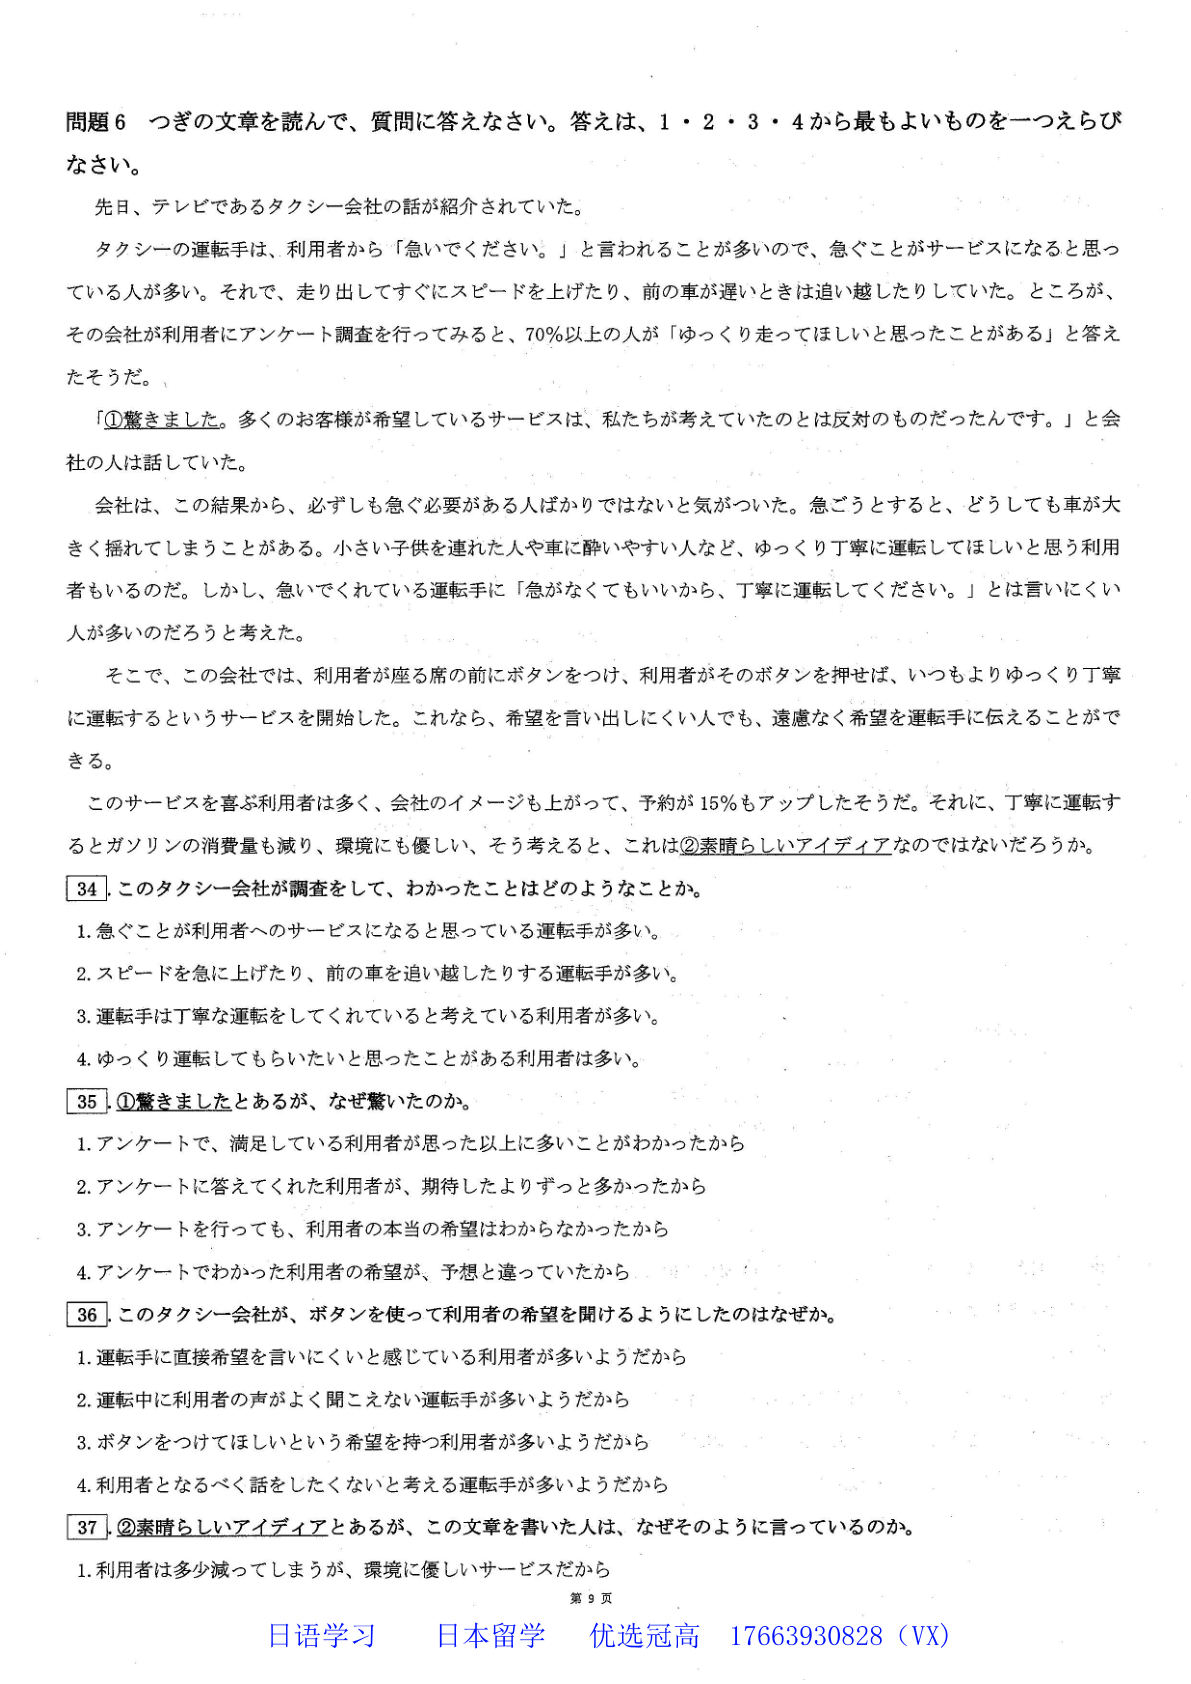 問題6　つぎの文章を読んで、質問に答えなさい。答えは、1・2・3・4から最もよいものを一つえらび
なさい。
先日、テレビであるタクシー会社の話が紹介されていた。
タクシーの運転手は、利用者から「急いでください。」と言われることが多いので、急ぐことがサービスになると思っ
ている人が多い。それで、走り出してすぐにスピードを上げたり、前の車が遅いときは追い越したりしていた。ところが、
その会社が利用者にアンケート調査を行ってみると、70%以上の人が「ゆっくり走ってほしいと思ったことがある」と答え
たそうだ。
「①驚きました。多くのお客様が希望しているサービスは、私たちが考えていたのとは反対のものだったんです。」と会
社の人は話していた。
会社は、この結果から、必ずしも急ぐ必要がある人ばかりではないと気がついた。急ごうとすると、どうしても車が大
きく揺れてしまうことがある。小さい子供を連れた人や車に酔いやすい人など、ゆっくり丁寧に運転してほしいと思う利用
者もいるのだ。しかし、急いでくれている運転手に「急がなくてもいいから、丁寧に運転してください。」とは言いにくい
人が多いのだろうと考えた。
そこで、この会社では、利用者が座る席の前にボタンをつけ、利用者がそのボタンを押せば、いつもよりゆっくり丁寧
に運転するというサービスを開始した。これなら、希望を言い出しにくい人でも、遠慮なく希望を運転手に伝えることがで
きる。
このサービスを喜ぶ利用者は多く、会社のイメージも上がって、予約が15%もアップしたそうだ。それに、丁寧に運転す
るとガソリンの消費量も減り、環境にも優しい、そう考えると、これは②素晴らしいアイディアなのではないだろうか。
34.このタクシー会社が調査をして、わかったことはどのようなことか。
1.急ぐことが利用者へのサービスになると思っている運転手が多い。
2.スピードを急に上げたり、前の車を追い越したりする運転手が多い。
3.運転手は丁寧な運転をしてくれていると考えている利用者が多い。
4.ゆっくり運転してもらいたいと思ったことがある利用者は多い。
35.①驚きましたとあるが、なぜ驚いたのか。
1.アンケートで、満足している利用者が思った以上に多いことがわかったから
2.アンケートに答えてくれた利用者が、期待したよりずっと多かったから
3.アンケートを行っても、利用者の本当の希望はわからなかったから
4.アンケートでわかった利用者の希望が、予想と違っていたから
36.このタクシー会社が、ボタンを使って利用者の希望を聞けるようにしたのはなぜか。
1.運転手に直接希望を言いにくいと感じている利用者が多いようだから
2.運転中に利用者の声がよく聞こえない運転手が多いようだから
3.ボタンをつけてほしいという希望を持つ利用者が多いようだから
4.利用者となるべく話をしたくないと考える運転手が多いようだから
37.②素晴らしいアイディアとあるが、この文章を書いた人は、なぜそのように言っているのか。
1.利用者は多少減ってしまうが、環境に優しいサービスだから
第 9 页
日语学习　日本留学　优选冠高　17663930828（VX）